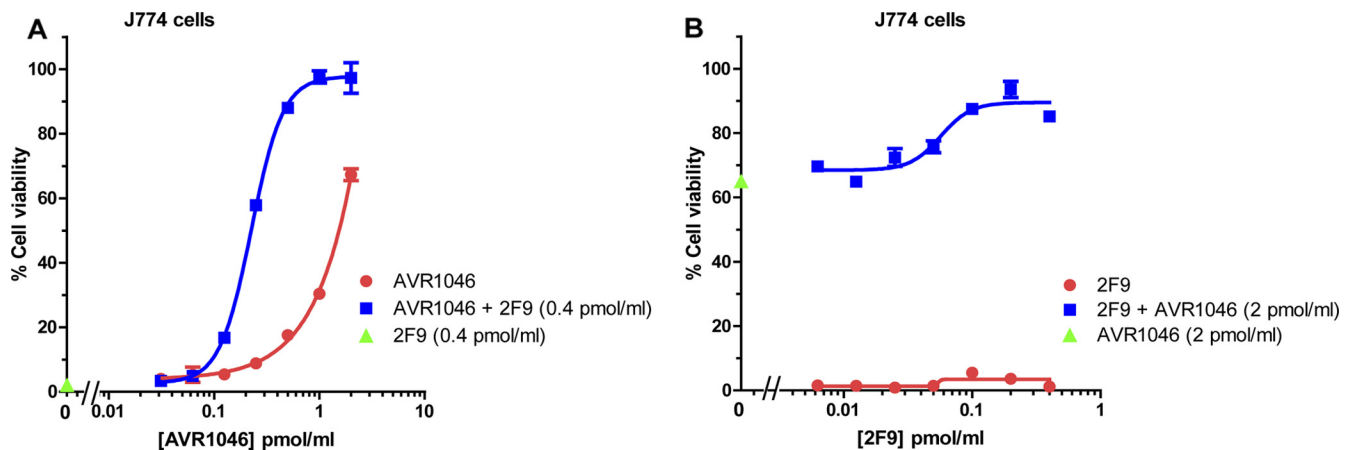 A
J774 cells
100
80
60
40
20
0
% Cell viability
AVR1046
AVR1046 + 2F9 (0.4 pmol/ml)
2F9 (0.4 pmol/ml)
0
0.01
0.1
1
10
[AVR1046] pmol/ml
B
J774 cells
100
80
60
40
20
0
% Cell viability
2F9
2F9 + AVR1046 (2 pmol/ml)
AVR1046 (2 pmol/ml)
0
0.01
0.1
1
[2F9] pmol/ml